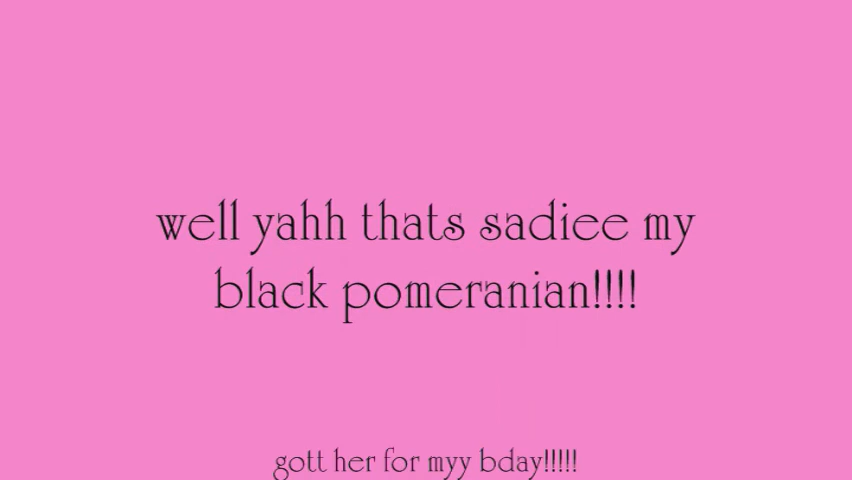 well yahh thats sadiee my
black pomeranian!!!!
gott her for myy bday!!!!!